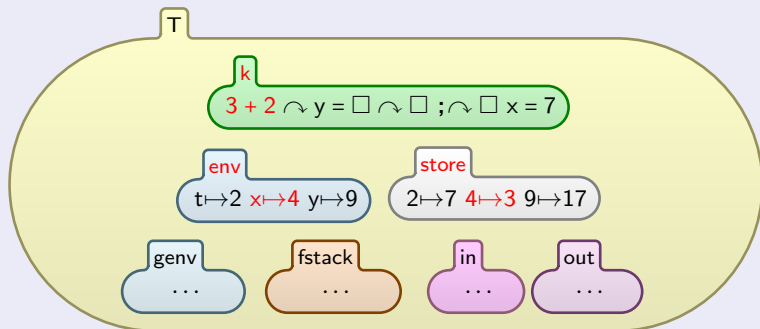 T
k
3 + 2 ↷ y = □ ↷ □ ; ↷ □ x = 7
env
store
t↦2 x↦4 y↦9
2↦7 4↦3 9↦17
genv
fstack
in
out
...
...
...
...